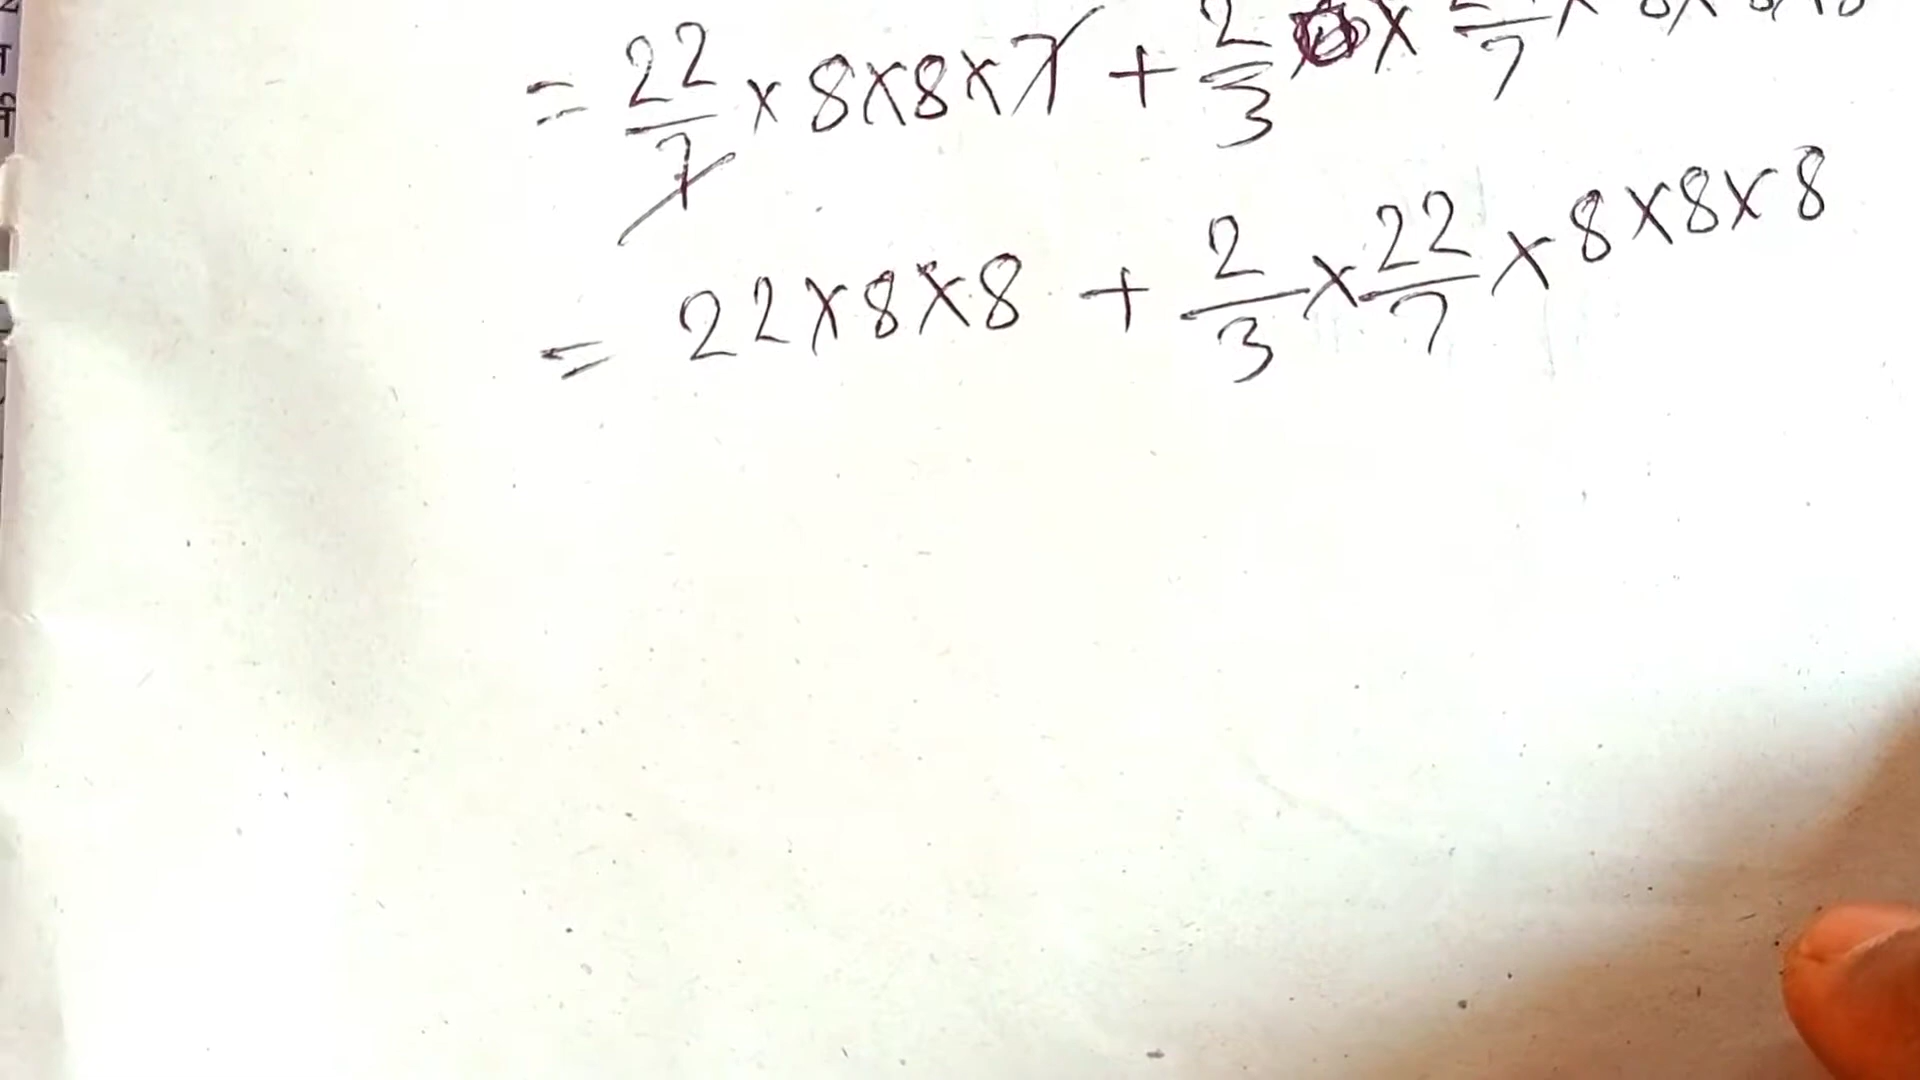 = 22/7 × 8×8×7 + 2/3 × 22/7 × 8×8×8
= 22×8×8 + 2/3 × 22/7 × 8×8×8